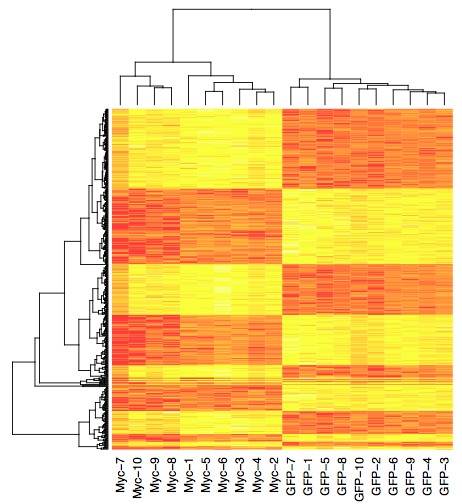 Myc−7
Myc−10
Myc−9
Myc−8
Myc−1
Myc−5
Myc−6
Myc−3
Myc−4
Myc−2
GFP−7
GFP−1
GFP−5
GFP−8
GFP−10
GFP−2
GFP−6
GFP−9
GFP−4
GFP−3